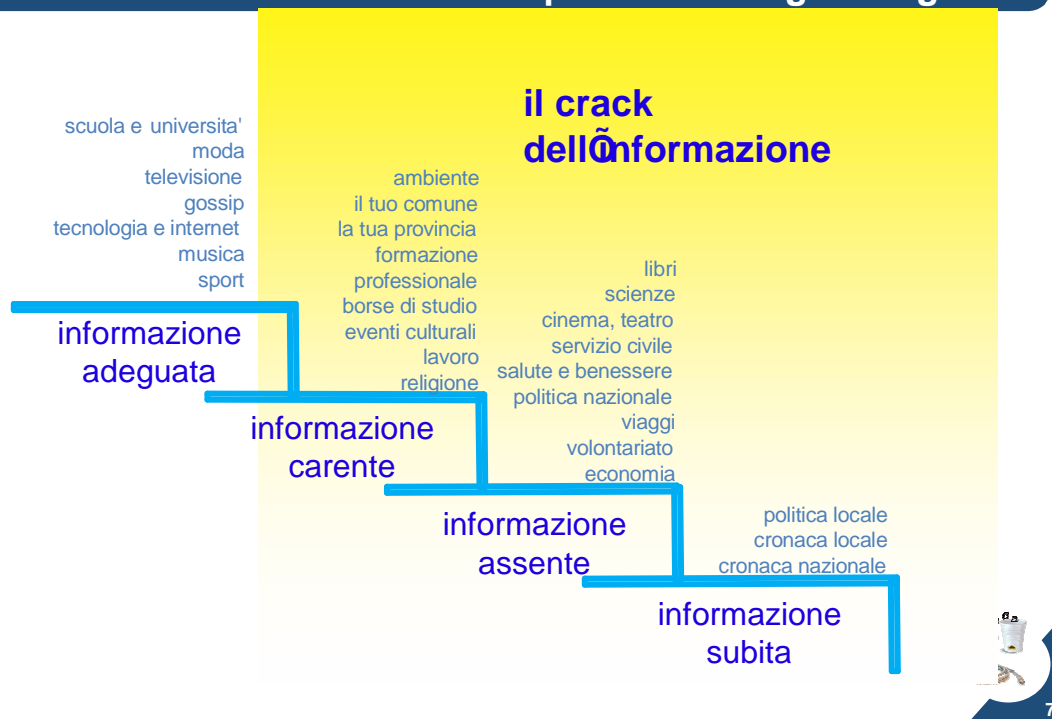 il crack
dellÕinformazione
scuola e universita'
moda
televisione
gossip
tecnologia e internet
musica
sport
informazione
adeguata
ambiente
il tuo comune
la tua provincia
formazione
professionale
borse di studio
eventi culturali
lavoro
religione
informazione
carente
libri
scienze
cinema, teatro
servizio civile
salute e benessere
politica nazionale
viaggi
volontariato
economia
informazione
assente
politica locale
cronaca locale
cronaca nazionale
informazione
subita
7